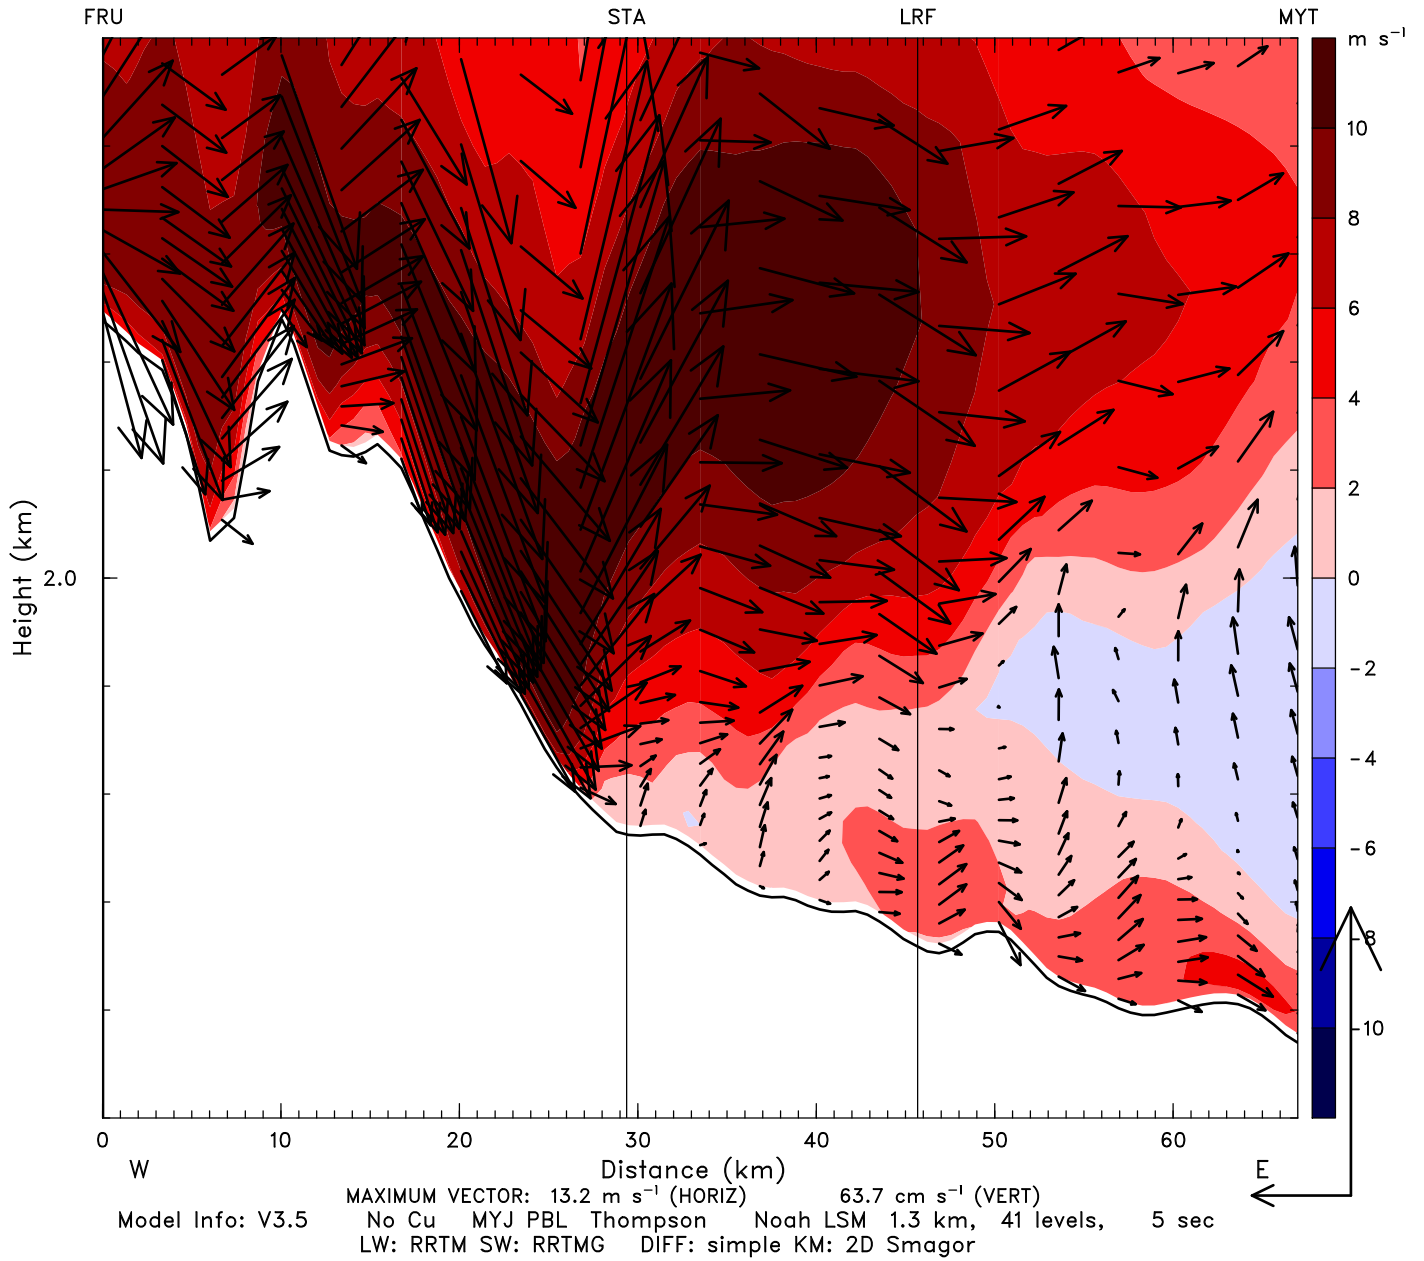 FRU STA LRF MYT
m s⁻¹
10
8
6
4
2
0
-2
-4
-6
-8
-10
Height (km)
2.0
0 10 20 30 40 50 60
W Distance (km) E
MAXIMUM VECTOR: 13.2 m s⁻¹ (HORIZ) 63.7 cm s⁻¹ (VERT)
Model Info: V3.5 No Cu MYJ PBL Thompson Noah LSM 1.3 km, 41 levels, 5 sec
LW: RRTM SW: RRTMG DIFF: simple KM: 2D Smagor